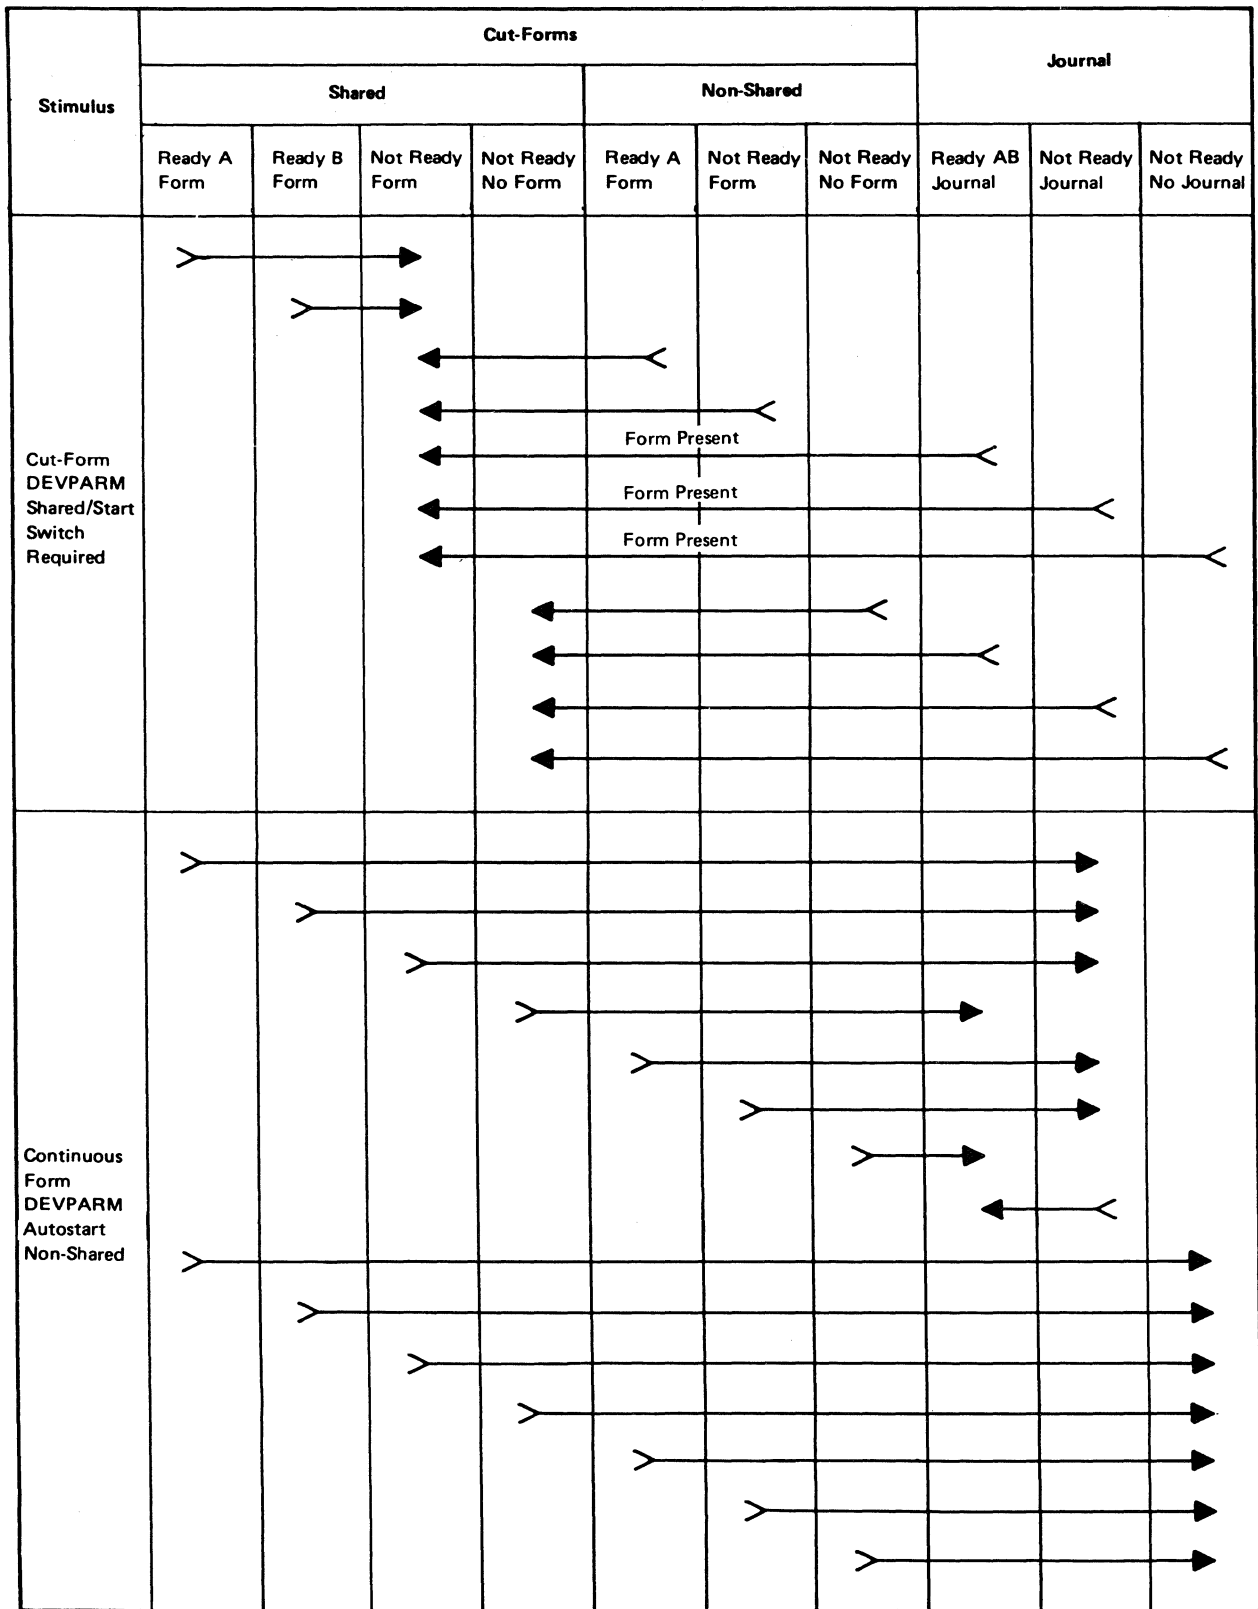 Cut-Forms
Journal
Shared
Non-Shared
Stimulus
Ready A
Form
Ready B
Form
Not Ready
Form
Not Ready
No Form
Ready A
Form
Not Ready
Form
Not Ready
No Form
Ready AB
Journal
Not Ready
Journal
Not Ready
No Journal
Cut-Form
DEVPARM
Shared/Start
Switch
Required
Form Present
Form Present
Form Present
Continuous
Form
DEVPARM
Autostart
Non-Shared